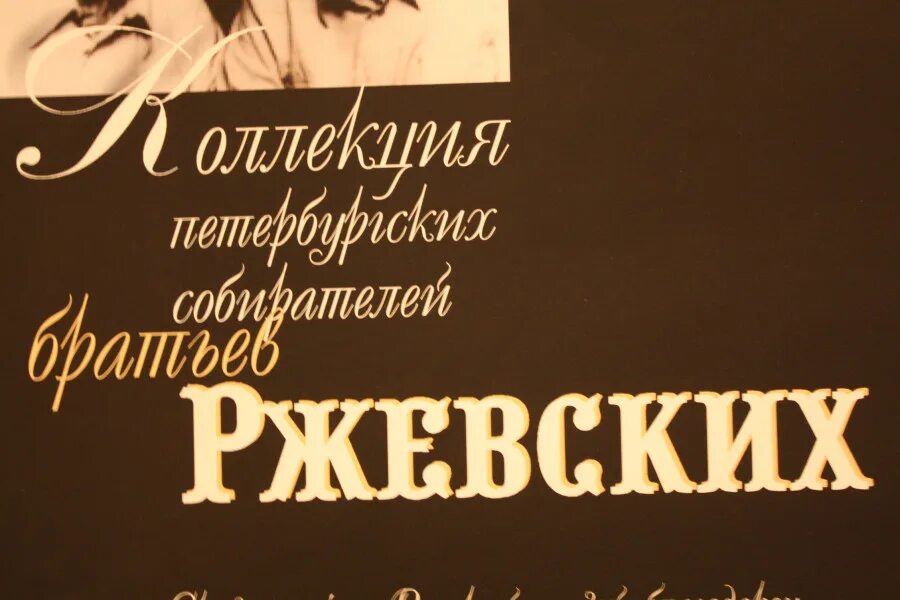 Коллекция
петербургских
собирателей
братьев
РЖЕВСКИХ